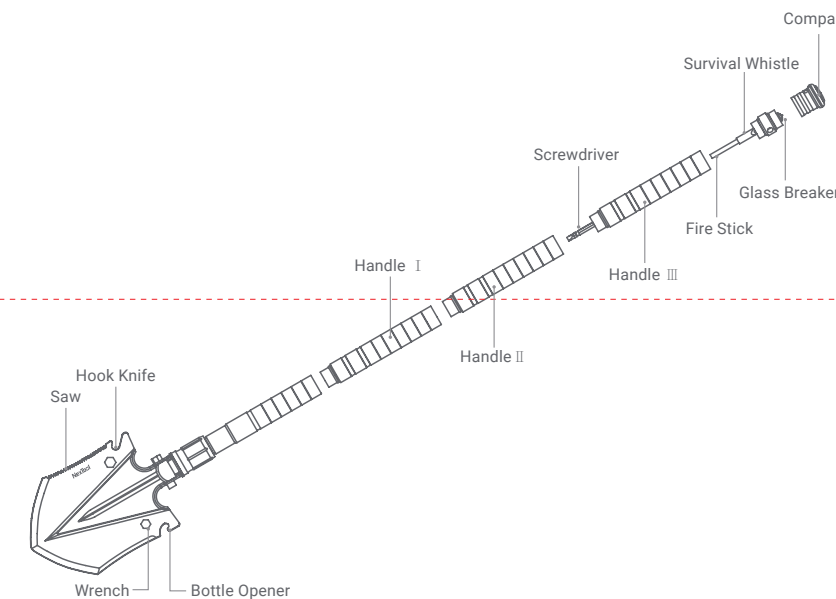 Compa
Survival Whistle
Screwdriver
Glass Breaker
Fire Stick
Handle Ⅰ
Handle Ⅲ
Handle Ⅱ
Hook Knife
Saw
NexTool
Wrench
Bottle Opener